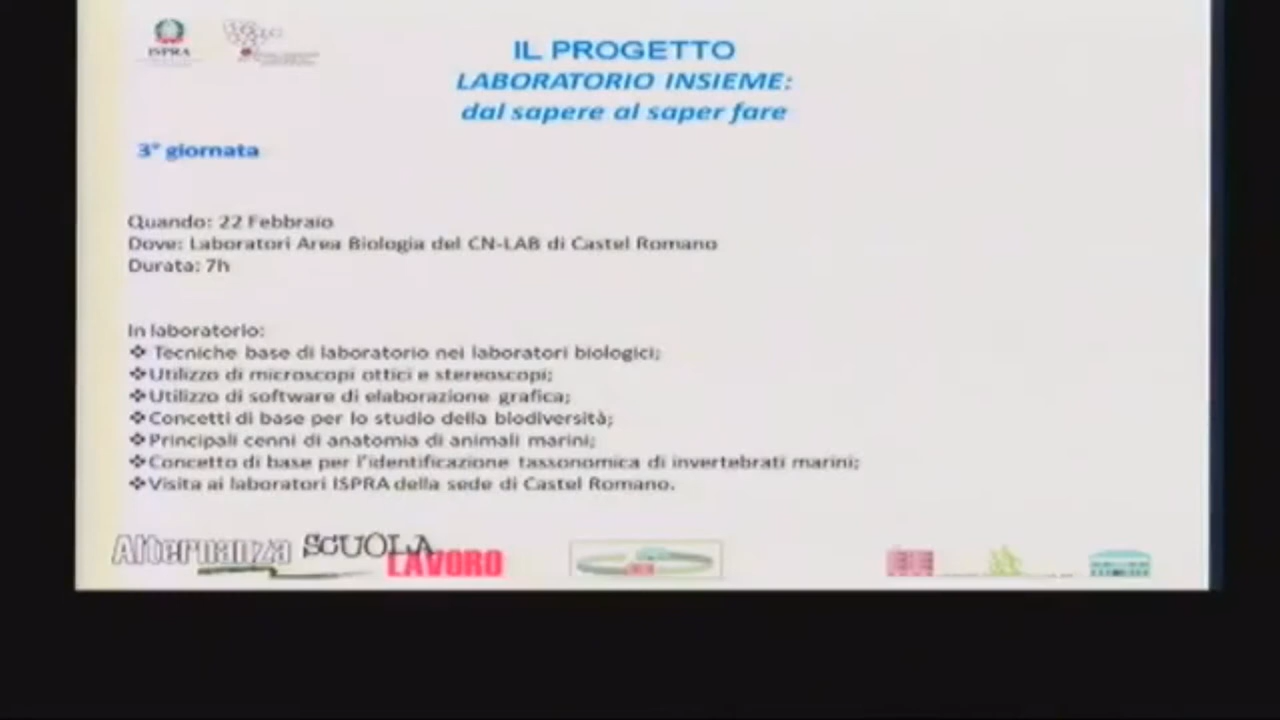 ISPRA
IL PROGETTO
LABORATORIO INSIEME:
dal sapere al saper fare
3° giornata
Quando: 22 Febbraio
Dove: Laboratori Area Biologia del CN-LAB di Castel Romano
Durata: 7h
In laboratorio:
❖ Tecniche base di laboratorio nei laboratori biologici;
❖Utilizzo di microscopi ottici e stereoscopi;
❖Utilizzo di software di elaborazione grafica;
❖Concetti di base per lo studio della biodiversità;
❖Principali cenni di anatomia di animali marini;
❖Concetto di base per l'identificazione tassonomica di invertebrati marini;
❖Visita ai laboratori ISPRA della sede di Castel Romano.
Alternanza SCUOLA
LAVORO